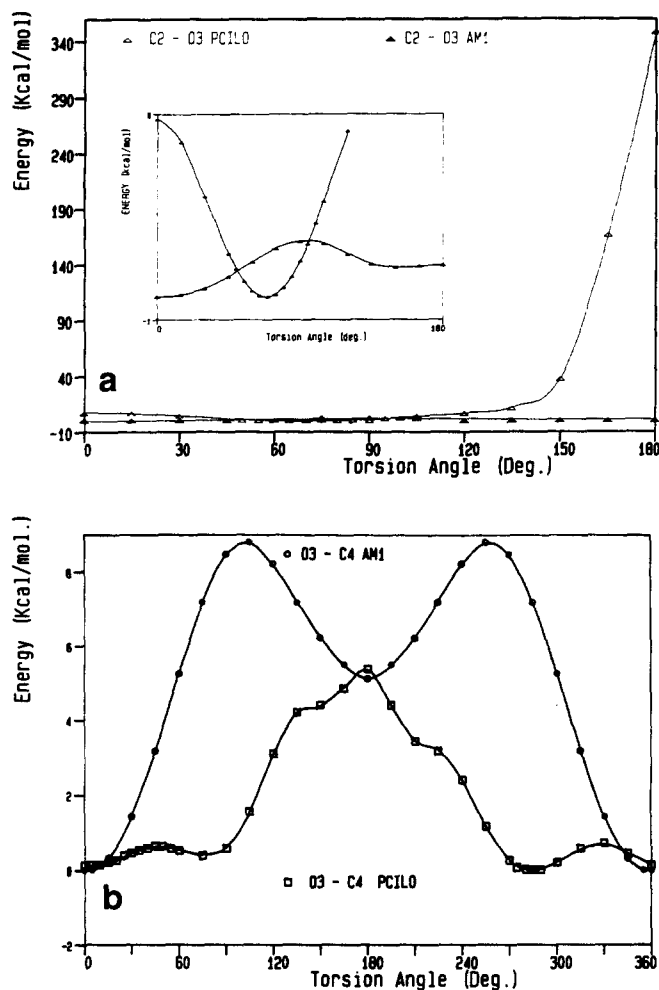 360
290
240
190
140
90
40
-10
Energy (Kcal/mol)
C2 - O3 PCILO
C2 - O3 AM1
ENERGY (kcal/mol)
-1
0
180
Torsion Angle (deg.)
a
0
30
60
90
120
150
180
Torsion Angle (Deg.)
Energy (Kcal/mol.)
8
6
4
2
0
-2
O3 - C4 AM1
O3 - C4 PCILO
b
0
60
120
180
240
300
360
Torsion Angle (Deg.)